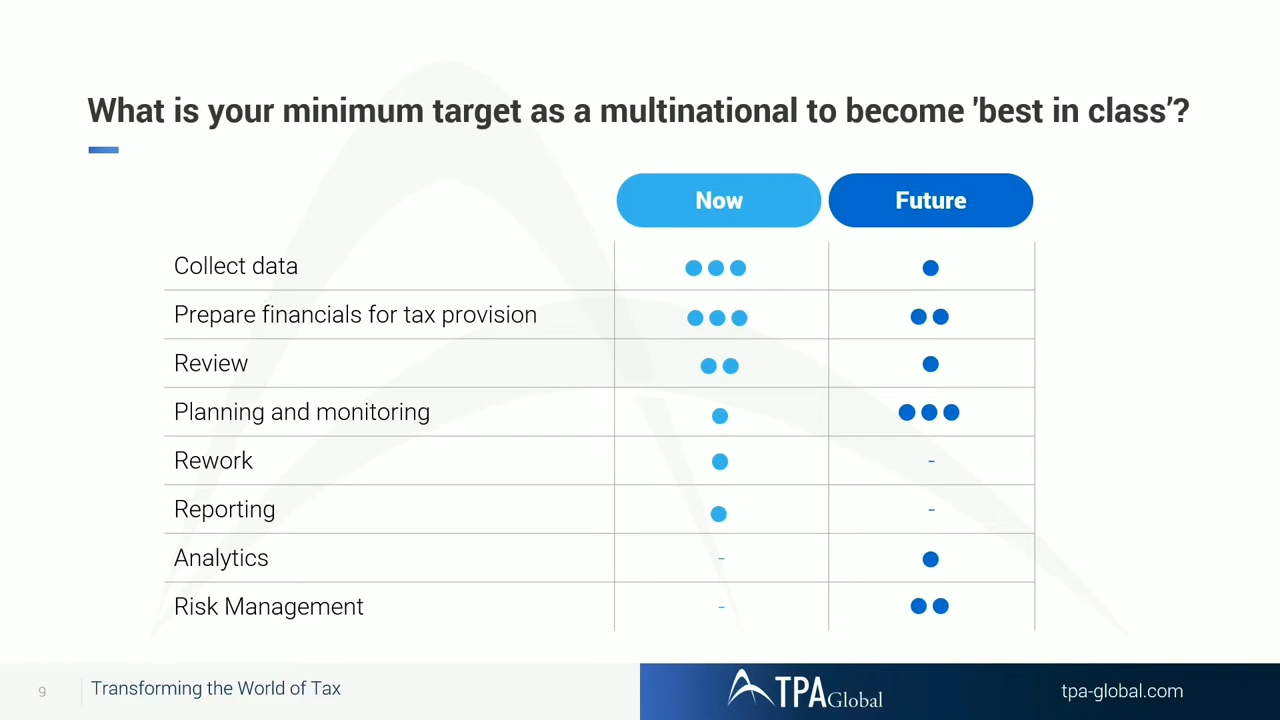 What is your minimum target as a multinational to become 'best in class'?
Now Future
Collect data
Prepare financials for tax provision
Review
Planning and monitoring
Rework -
Reporting -
Analytics -
Risk Management -
9 Transforming the World of Tax TPA Global tpa-global.com